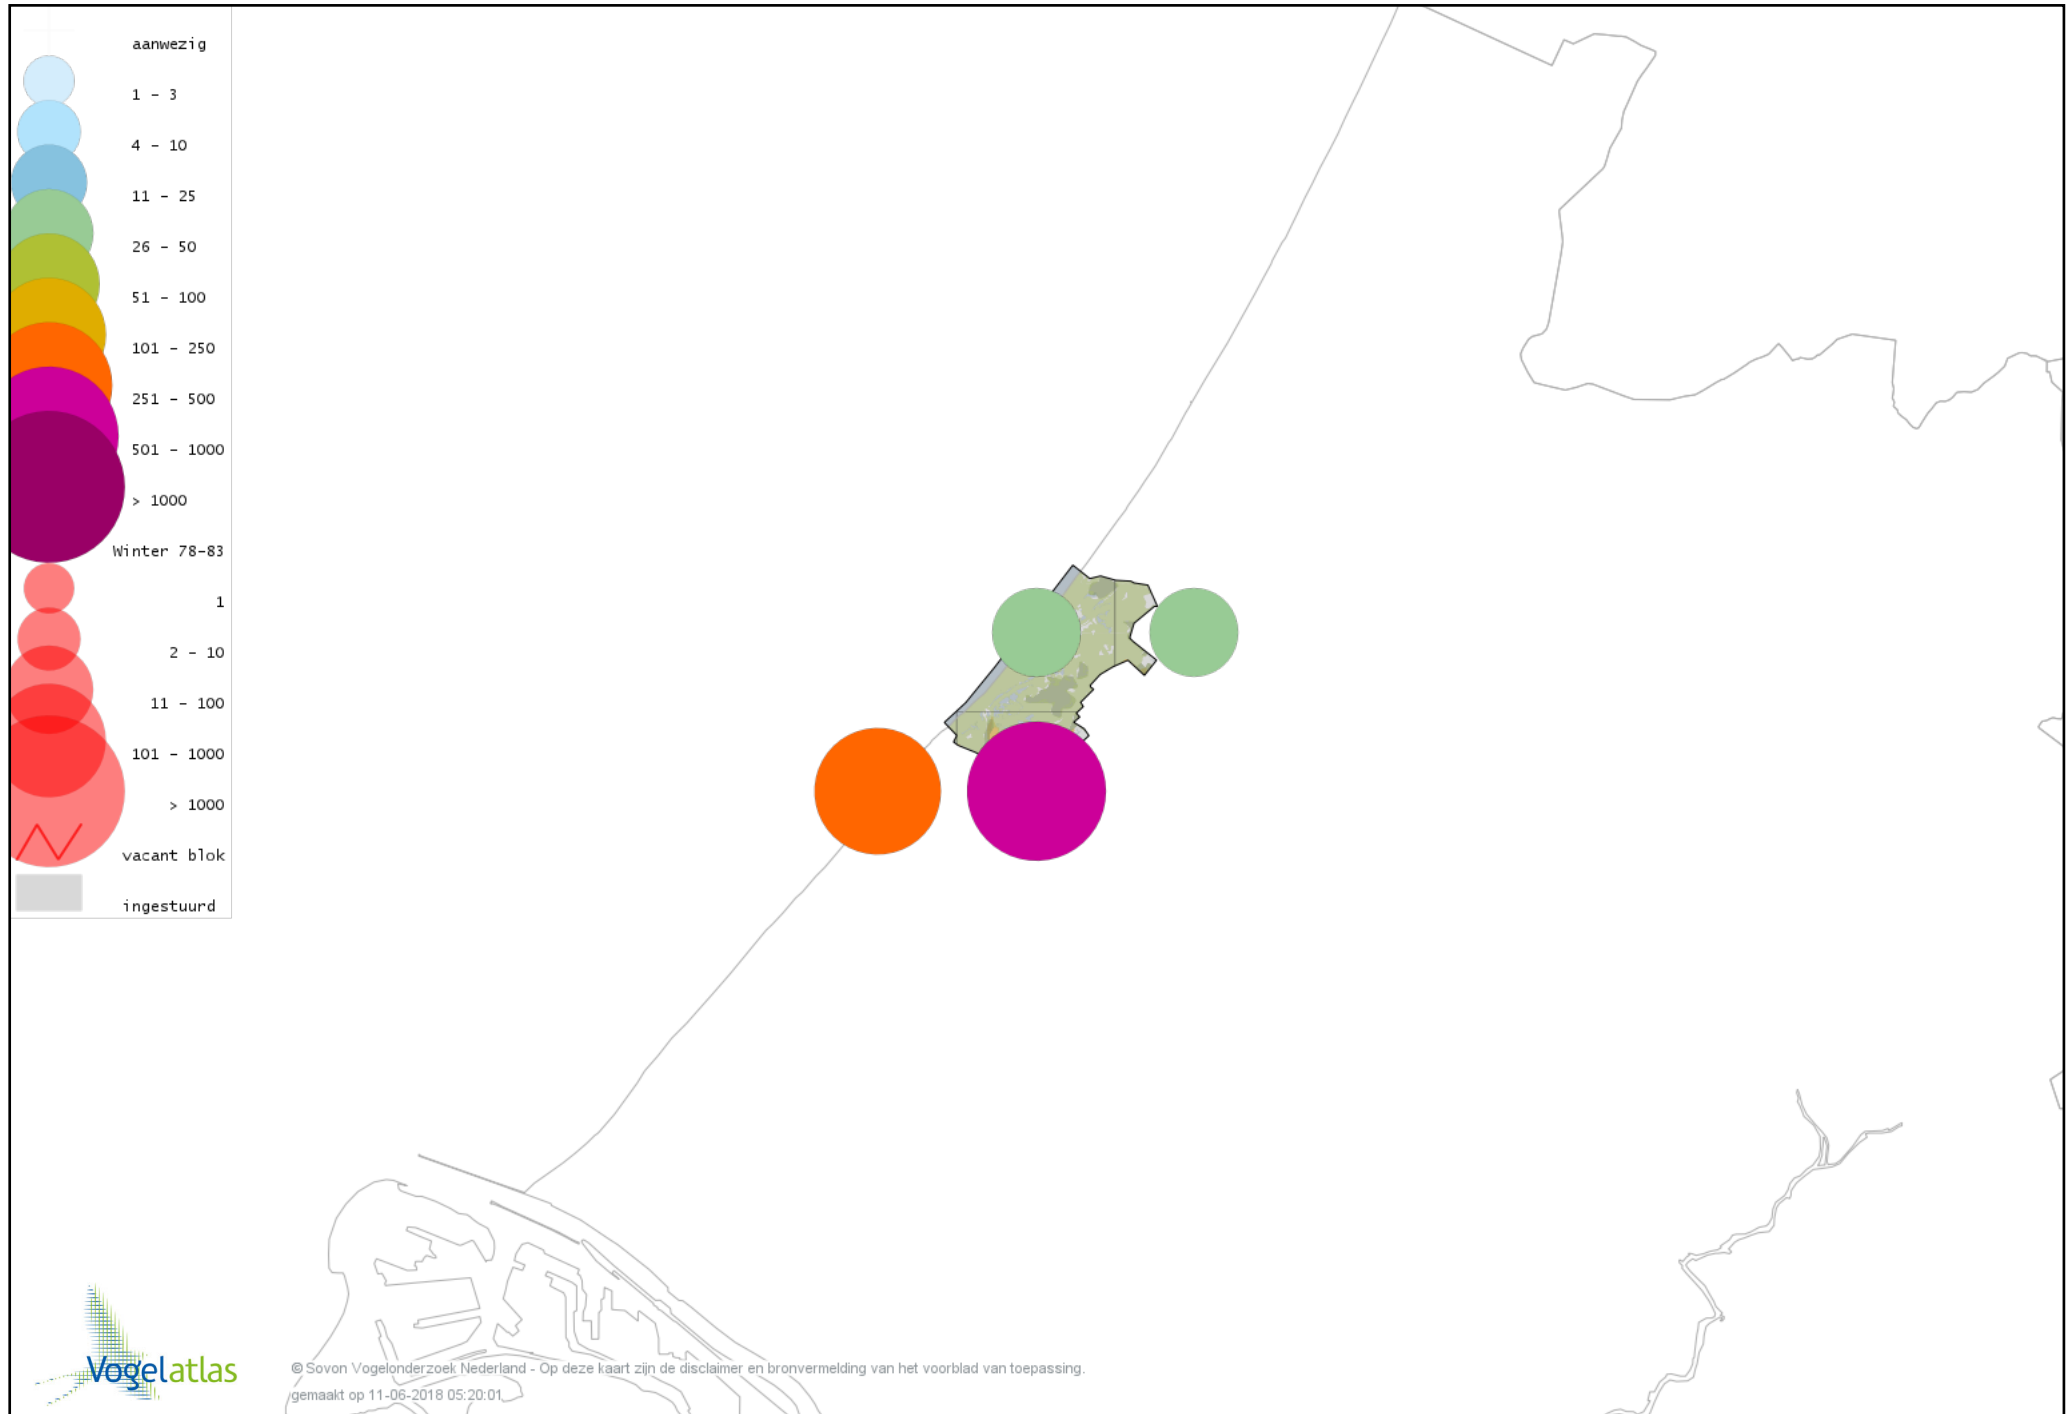 aanwezig
1 - 3
4 - 10
11 - 25
26 - 50
51 - 100
101 - 250
251 - 500
501 - 1000
> 1000
Winter 78-83
1
2 - 10
11 - 100
101 - 1000
> 1000
vacant blok
ingestuurd
Vogelatlas
© Sovon Vogelonderzoek Nederland - Op deze kaart zijn de disclaimer en bronvermelding van het voorblad van toepassing.
gemaakt op 11-06-2018 05:20:01